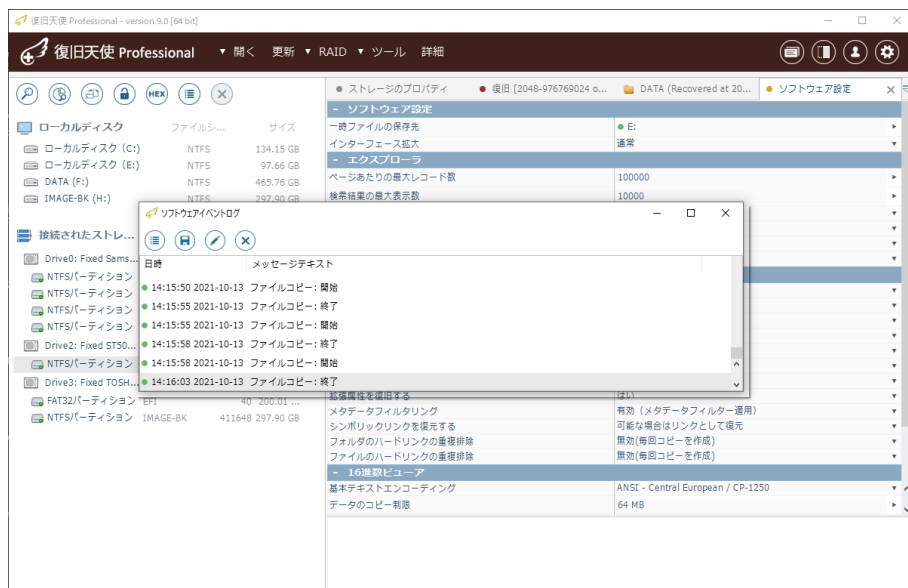 復旧天使 Professional - version 9.0 [64 bit]
復旧天使 Professional
開く 更新 RAID ツール 詳細
HEX
ローカルディスク ファイルシ... サイズ
ローカルディスク (C:) NTFS 134.15 GB
ローカルディスク (E:) NTFS 97.66 GB
DATA (F:) NTFS 465.76 GB
IMAGE-BK (H:) NTFS 297.90 GB
接続されたストレ...
Drive0: Fixed Sams...
NTFSパーティション
NTFSパーティション
NTFSパーティション
NTFSパーティション
Drive2: Fixed ST50...
NTFSパーティション
Drive3: Fixed TOSH...
FAT32パーティション EFI 40 200.01 ...
NTFSパーティション IMAGE-BK 411648 297.90 GB
ストレージのプロパティ 復旧 [2048-976769024 o... DATA (Recovered at 20... ソフトウェア設定
- ソフトウェア設定
一時ファイルの保存先 E:
インターフェース拡大 通常
- エクスプローラ
ページあたりの最大レコード数 100000
検索結果の最大表示数 10000
ソフトウェアイベントログ
日時 メッセージテキスト
14:15:50 2021-10-13 ファイルコピー: 開始
14:15:55 2021-10-13 ファイルコピー: 終了
14:15:55 2021-10-13 ファイルコピー: 開始
14:15:58 2021-10-13 ファイルコピー: 終了
14:15:58 2021-10-13 ファイルコピー: 開始
14:16:03 2021-10-13 ファイルコピー: 終了
拡張属性を復旧する はい
メタデータフィルタリング 有効 (メタデータフィルター適用)
シンボリックリンクを復元する 可能な場合はリンクとして復元
フォルダのハードリンクの重複排除 無効(毎回コピーを作成)
ファイルのハードリンクの重複排除 無効(毎回コピーを作成)
- 16進数ビューア
基本テキストエンコーディング ANSI - Central European / CP-1250
データのコピー制限 64 MB